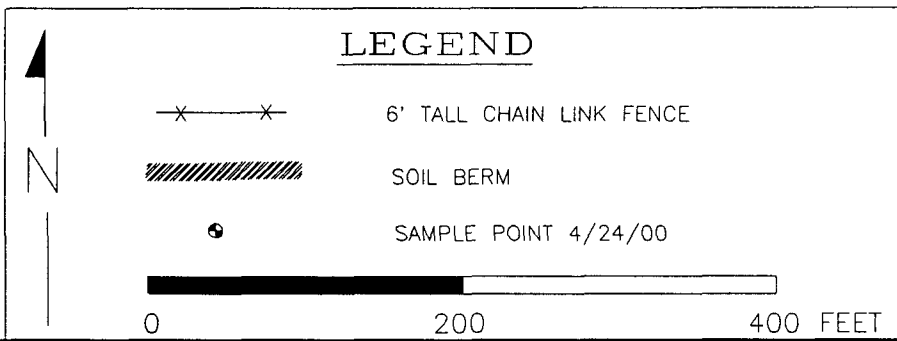 LEGEND
6' TALL CHAIN LINK FENCE
N
SOIL BERM
SAMPLE POINT 4/24/00
0 200 400 FEET